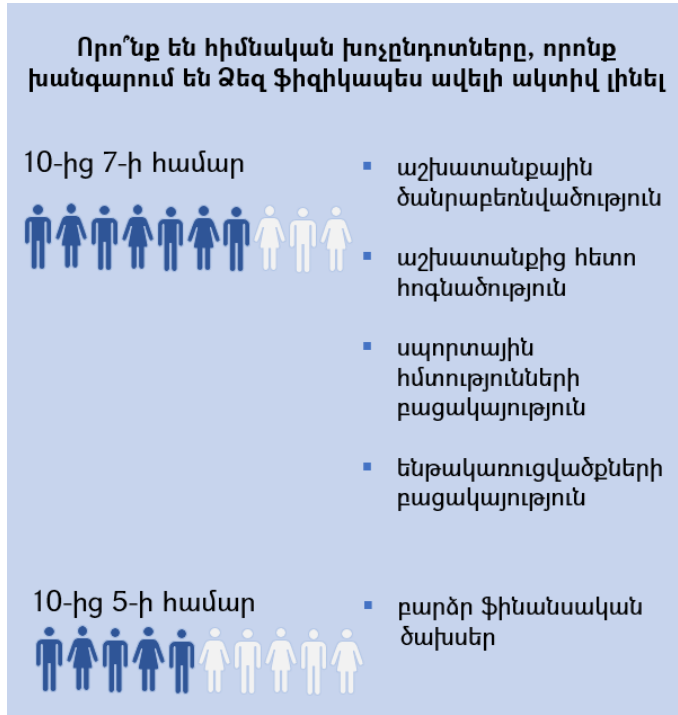 Որո՞նք են հիմնական խոչընդոտները, որոնք
խանգարում են Ձեզ ֆիզիկապես ավելի ակտիվ լինել
10-ից 7-ի համար
▪ աշխատանքային
ծանրաբեռնվածություն
▪ աշխատանքից հետո
հոգնածություն
▪ սպորտային
հմտությունների
բացակայություն
▪ ենթակառուցվածքների
բացակայություն
10-ից 5-ի համար
▪ բարձր ֆինանսական
ծախսեր